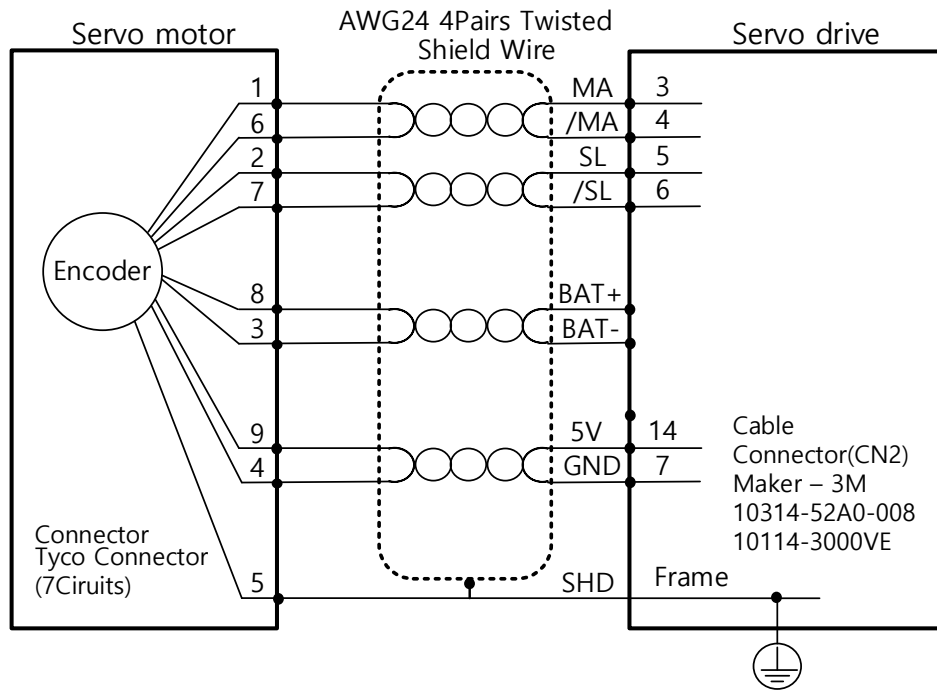 AWG24 4Pairs Twisted
Shield Wire
Servo motor
Servo drive
1
MA
3
6
/MA
4
2
SL
5
7
/SL
6
Encoder
8
BAT+
3
BAT-
9
5V
14
4
GND
7
Cable
Connector(CN2)
Maker – 3M
10314-52A0-008
10114-3000VE
Connector
Tyco Connector
(7Ciruits)
5
SHD
Frame